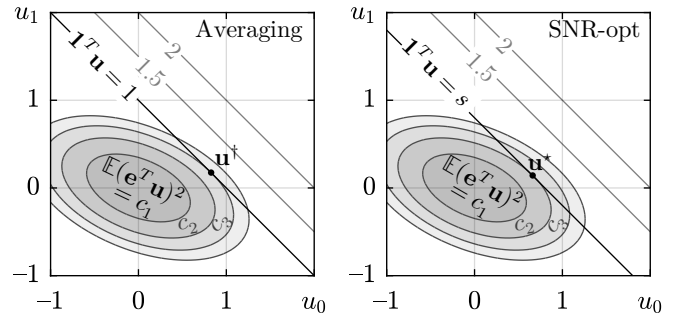 u₁
Averaging
2
1.5
𝟏ᵀ𝐮 = 1
1
𝐮†
𝔼(𝐞ᵀ𝐮)²
= c₁
c₂
c₃
0
−1
−1
0
1
u₀
u₁
SNR-opt
2
1.5
𝟏ᵀ𝐮 = s
1
𝐮⋆
𝔼(𝐞ᵀ𝐮)²
= c₁
c₂
c₃
0
−1
−1
0
1
u₀